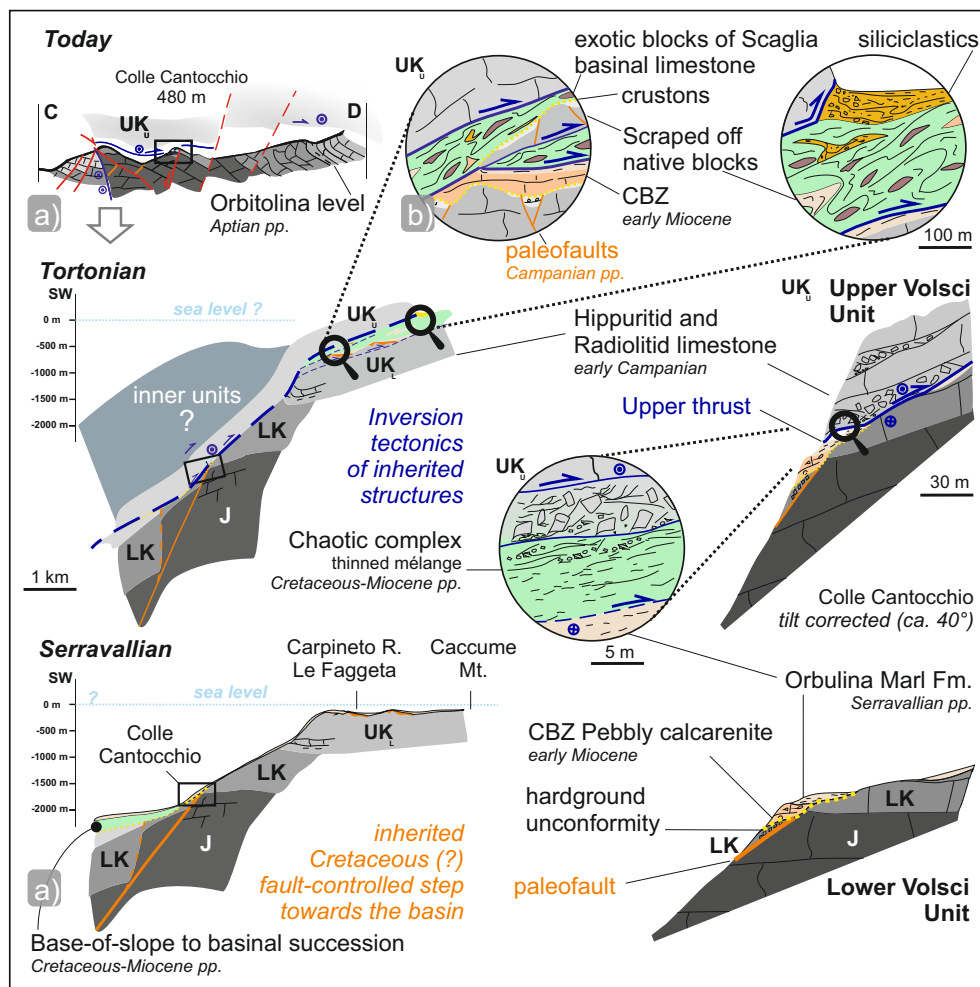 Today
Colle Cantocchio
480 m
C
D
UKU
a)
Orbitolina level
Aptian pp.
UKU
b)
exotic blocks of Scaglia
basinal limestone
crustons
Scraped off
native blocks
CBZ
early Miocene
paleofaults
Campanian pp.
siliciclastics
100 m
Tortonian
SW
sea level ?
0 m
-500 m
-1000 m
-2000 m
UKU
UKL
inner units
?
LK
J
LK
1 km
Inversion
tectonics
of inherited
structures
Hippuritid and
Radiolitid limestone
early Campanian
UKU
Upper Volsci
Unit
Upper thrust
30 m
UKU
Chaotic complex
thinned mélange
Cretaceous-Miocene pp.
5 m
Colle Cantocchio
tilt corrected (ca. 40°)
Serravallian
SW
?
sea level
0 m
-500 m
-1000 m
-1500 m
-2000 m
Carpineto R.
Le Faggeta
Caccume
Mt.
Colle
Cantocchio
UKL
LK
J
LK
a)
inherited
Cretaceous (?)
fault-controlled step
towards the basin
Base-of-slope to basinal succession
Cretaceous-Miocene pp.
Orbulina Marl Fm.
Serravallian pp.
CBZ Pebbly calcarenite
early Miocene
hardground
unconformity
LK
LK
J
paleofault
Lower Volsci
Unit